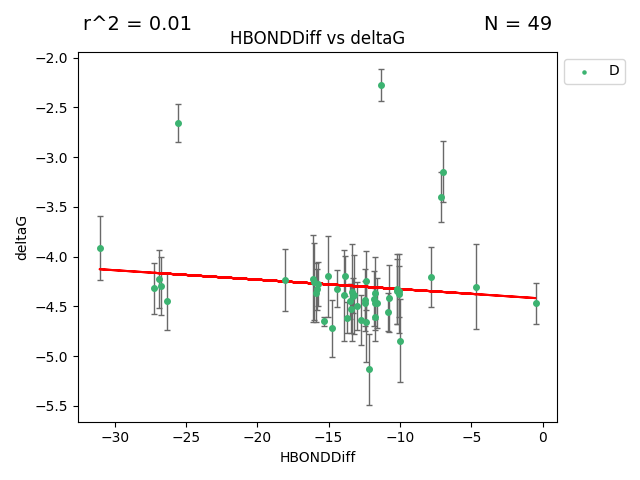 r^2 = 0.01
N = 49
HBONDDiff vs deltaG
D
deltaG
−2.0
−2.5
−3.0
−3.5
−4.0
−4.5
−5.0
−5.5
−30
−25
−20
−15
−10
−5
0
HBONDDiff